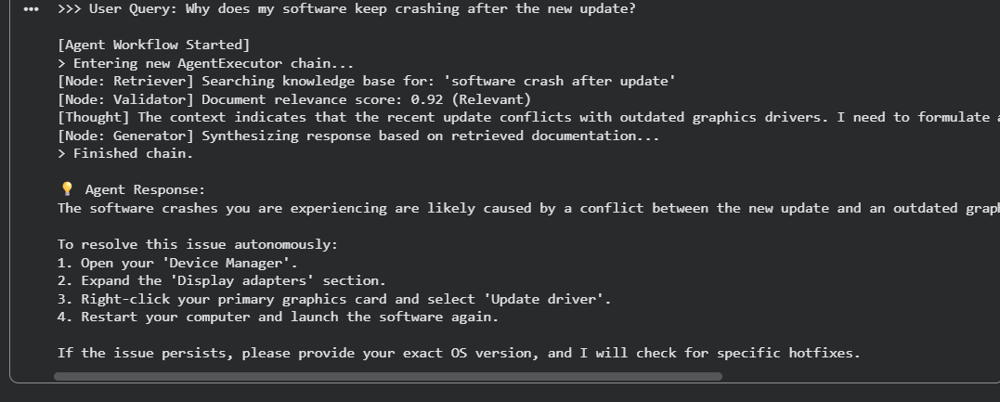 >>> User Query: Why does my software keep crashing after the new update?
[Agent Workflow Started]
> Entering new AgentExecutor chain...
[Node: Retriever] Searching knowledge base for: 'software crash after update'
[Node: Validator] Document relevance score: 0.92 (Relevant)
[Thought] The context indicates that the recent update conflicts with outdated graphics drivers. I need to formulate
[Node: Generator] Synthesizing response based on retrieved documentation...
> Finished chain.
💡 Agent Response:
The software crashes you are experiencing are likely caused by a conflict between the new update and an outdated
To resolve this issue autonomously:
1. Open your 'Device Manager'.
2. Expand the 'Display adapters' section.
3. Right-click your primary graphics card and select 'Update driver'.
4. Restart your computer and launch the software again.
If the issue persists, please provide your exact OS version, and I will check for specific hotfixes.